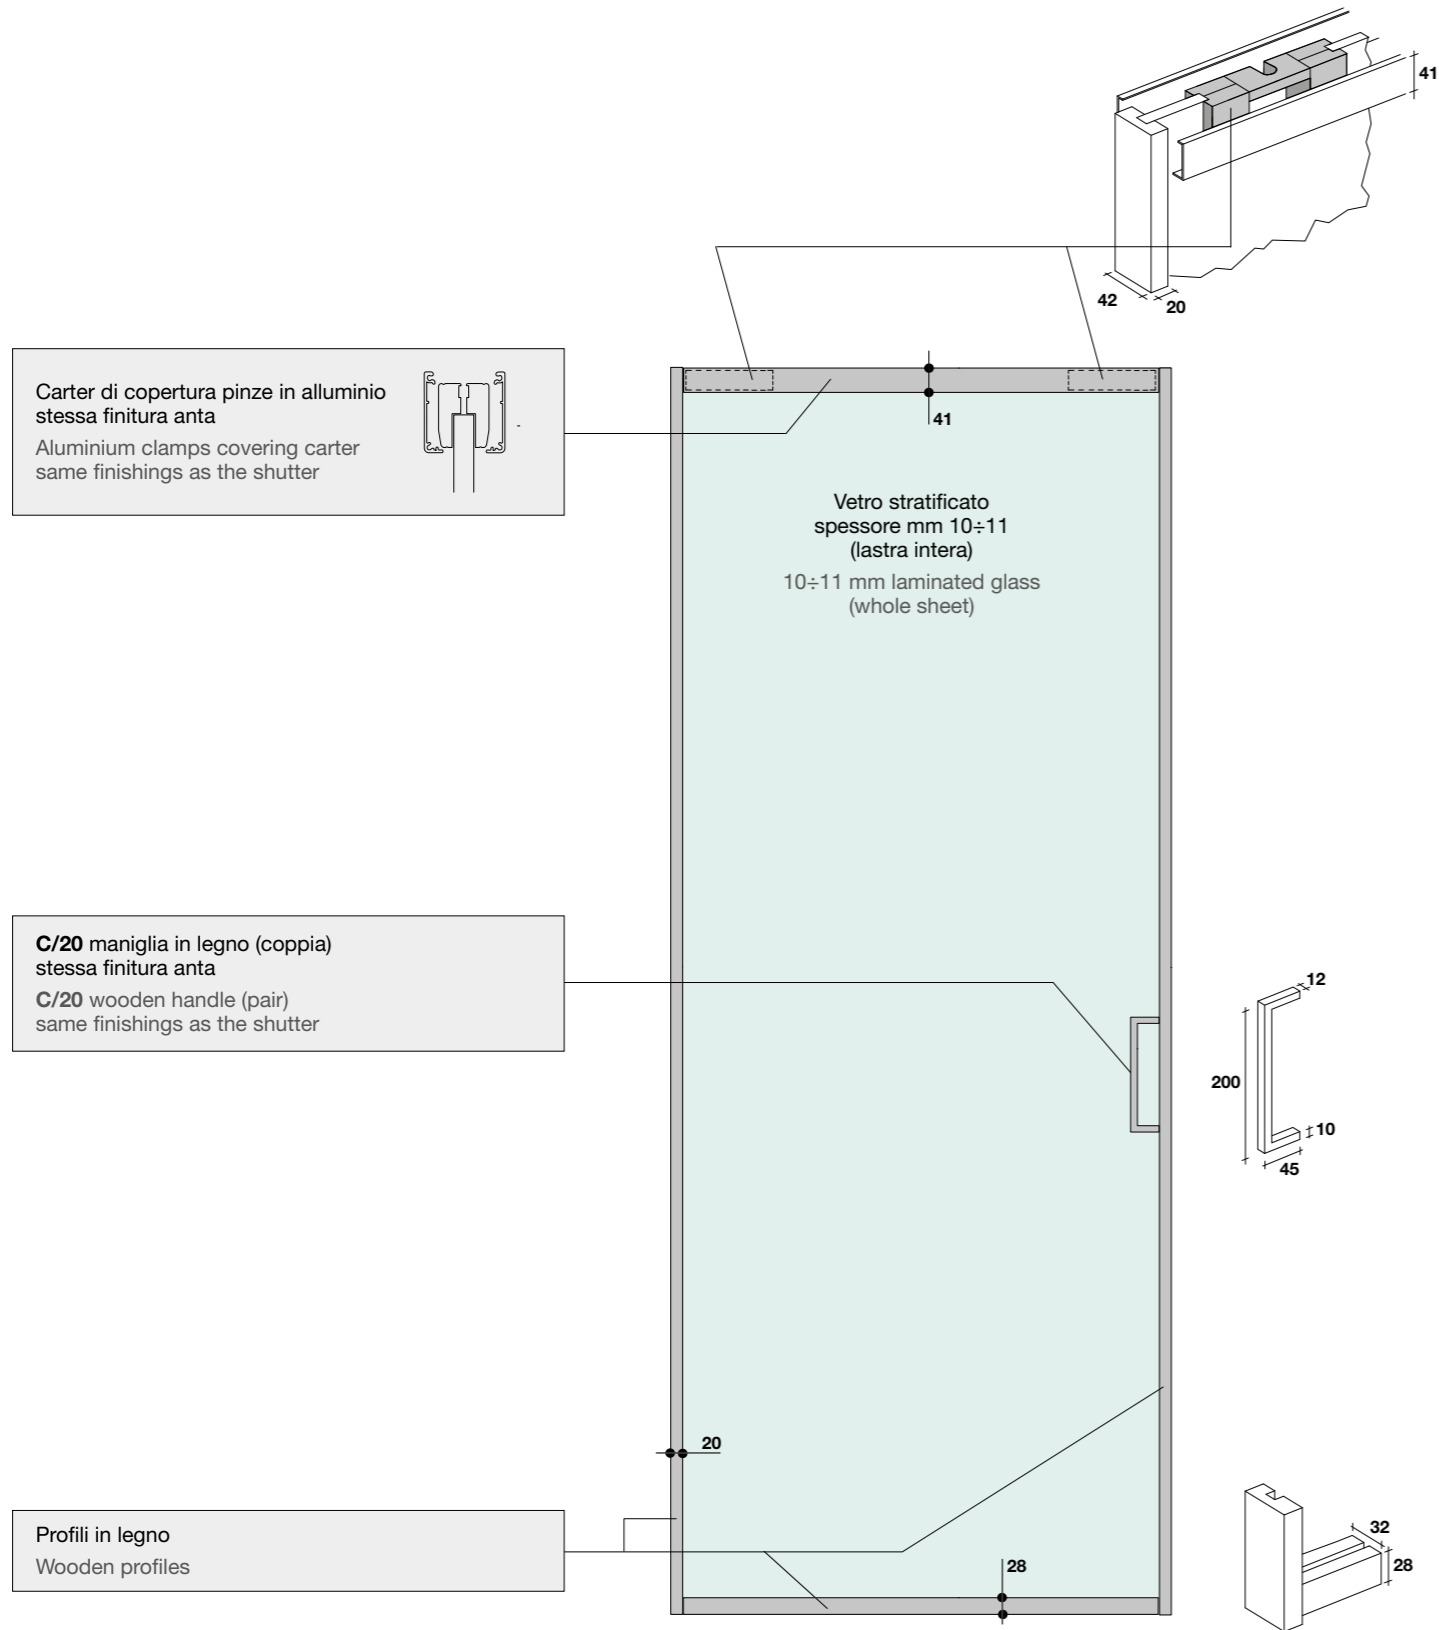 41
42
20
Carter di copertura pinze in alluminio
stessa finitura anta
Aluminium clamps covering carter
same finishings as the shutter
41
Vetro stratificato
spessore mm 10÷11
(lastra intera)
10÷11 mm laminated glass
(whole sheet)
C/20 maniglia in legno (coppia)
stessa finitura anta
C/20 wooden handle (pair)
same finishings as the shutter
12
200
10
45
20
Profili in legno
Wooden profiles
28
32
28